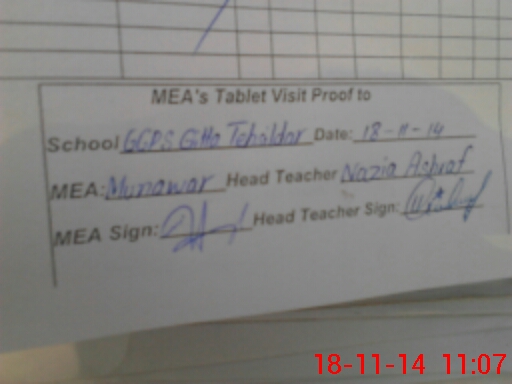 MEA's Tablet Visit Proof to
School GGPS Gitta Tehsildar Date: 18-11-14
MEA: Munawar Head Teacher Nazia Ashraf
MEA Sign: Head Teacher Sign:
18-11-14 11:07